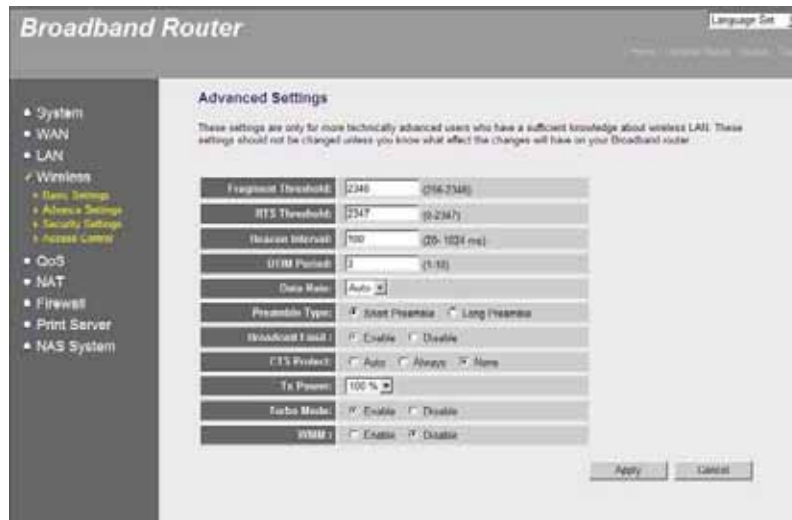 Broadband Router
Language Set
System
WAN
LAN
Wireless
Basic Settings
Advance Settings
Security Settings
Access Control
QoS
NAT
Firewall
Print Server
NAS System
Advanced Settings
These settings are only for more technically advanced users who have a sufficient knowledge about wireless LAN. These
settings should not be changed unless you know what effect the changes will have on your Broadband router.
Fragment Threshold: 2346 (256-2346)
RTS Threshold: 2347 (0-2347)
Beacon Interval: 100 (20- 1024 ms)
DTIM Period: 3 (1-10)
Data Rate: Auto
Preamble Type: Short Preamble Long Preamble
Broadcast Essid : Enable Disable
CTS Protect: Auto Always None
Tx Power: 100 %
Turbo Mode: Enable Disable
WMM : Enable Disable
Apply Cancel